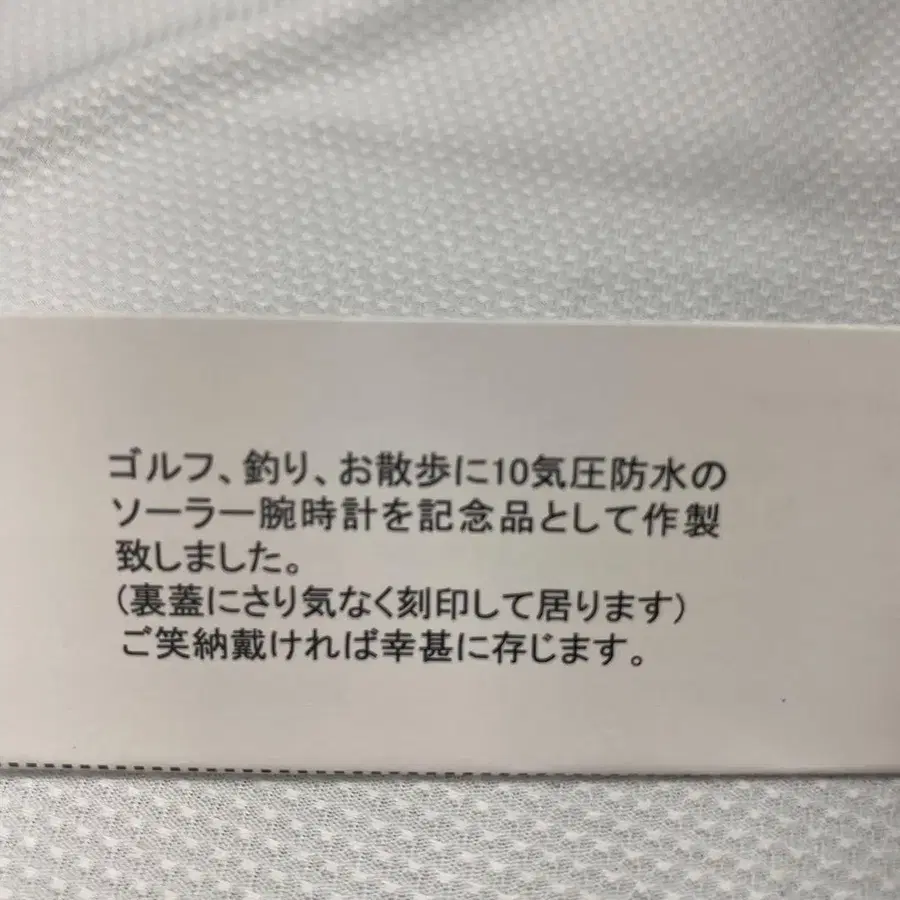 ゴルフ、釣り、お散歩に10気圧防水の
ソーラー腕時計を記念品として作製
致しました。
(裏蓋にさり気なく刻印して居ります)
ご笑納戴ければ幸甚に存じます。